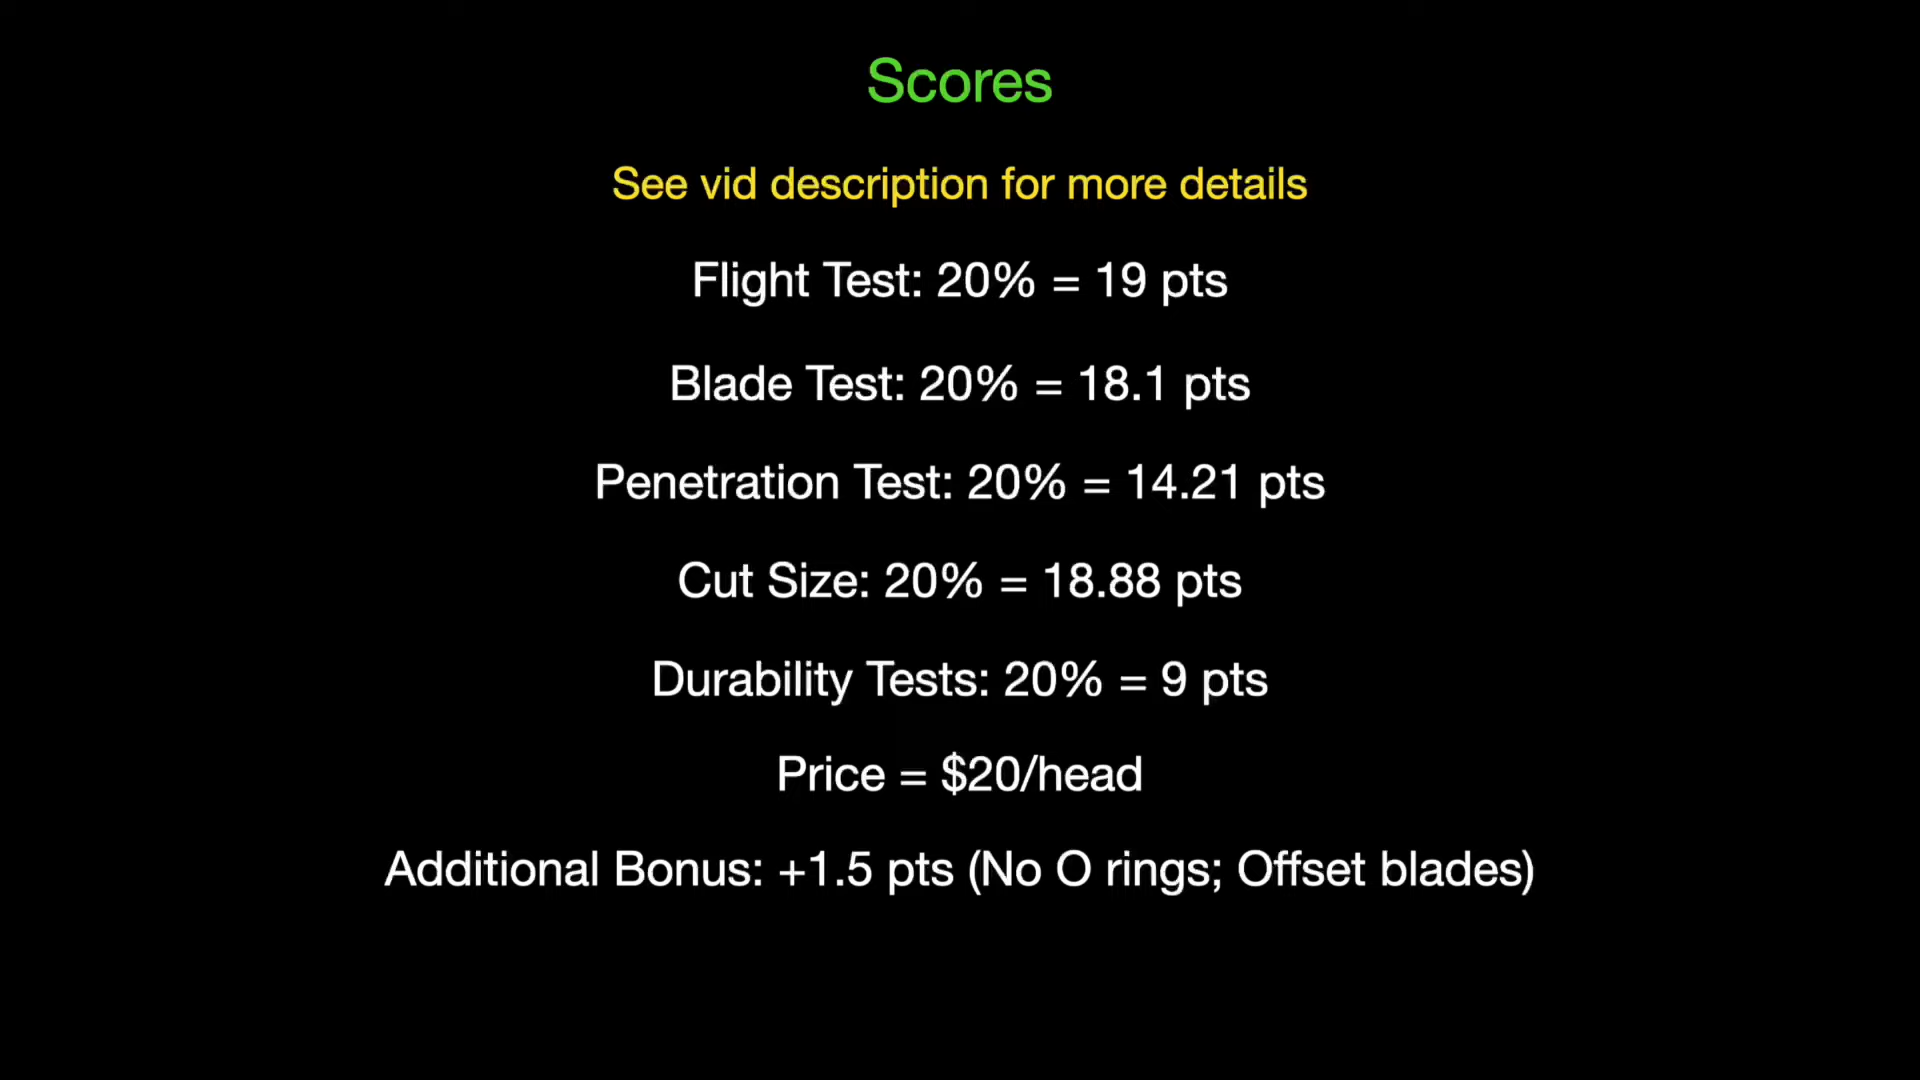 Scores
See vid description for more details
Flight Test: 20% = 19 pts
Blade Test: 20% = 18.1 pts
Penetration Test: 20% = 14.21 pts
Cut Size: 20% = 18.88 pts
Durability Tests: 20% = 9 pts
Price = $20/head
Additional Bonus: +1.5 pts (No O rings; Offset blades)